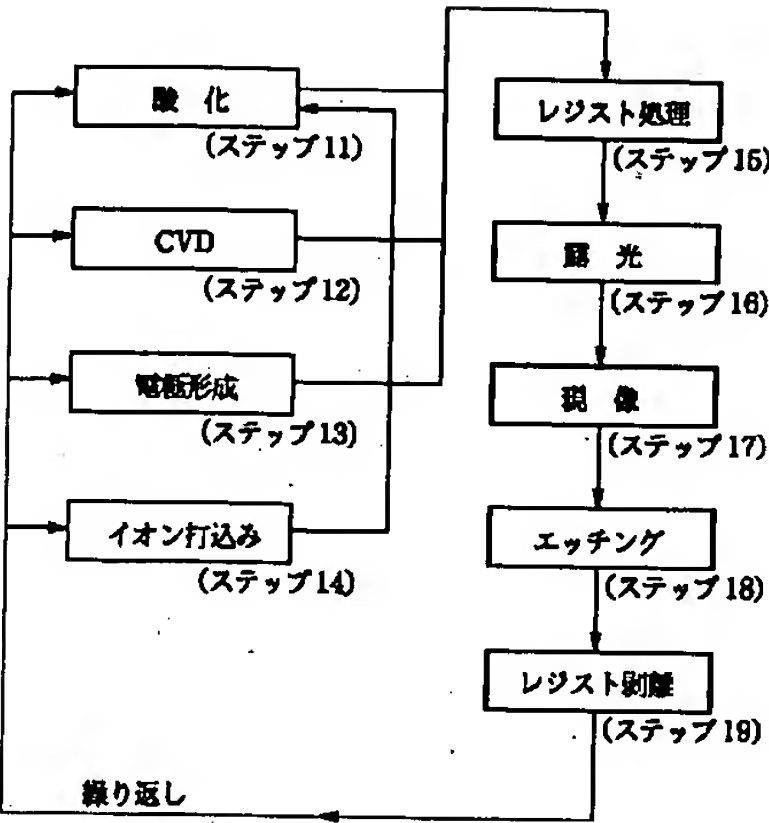 酸 化
(ステップ11)
CVD
(ステップ12)
電極形成
(ステップ13)
イオン打込み
(ステップ14)
レジスト処理
(ステップ15)
露 光
(ステップ16)
現 像
(ステップ17)
エッチング
(ステップ18)
レジスト剥離
(ステップ19)
繰り返し